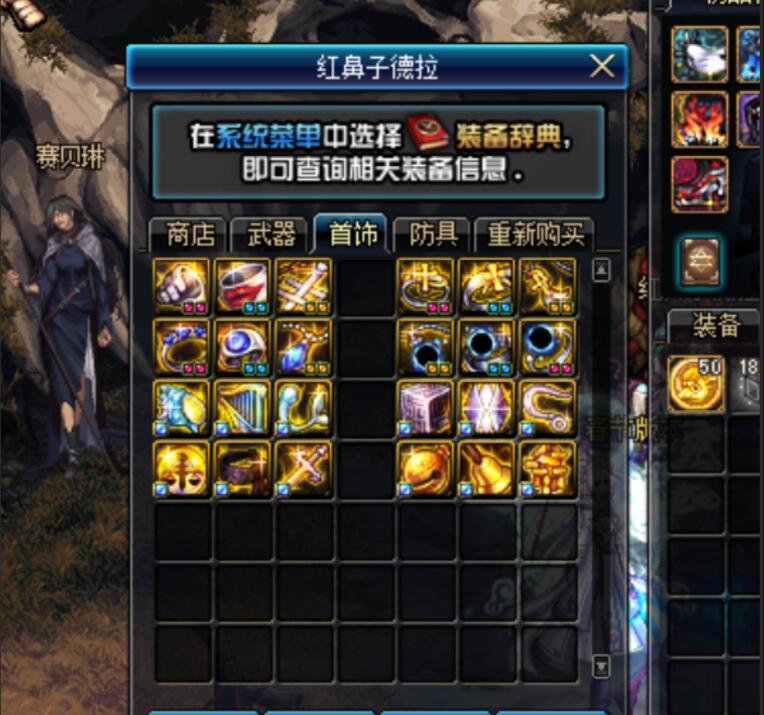 红鼻子德拉
在系统菜单中选择 装备辞典,
即可查询相关装备信息.
赛贝琳
商店 武器 首饰 防具 重新购买
装备
50 18